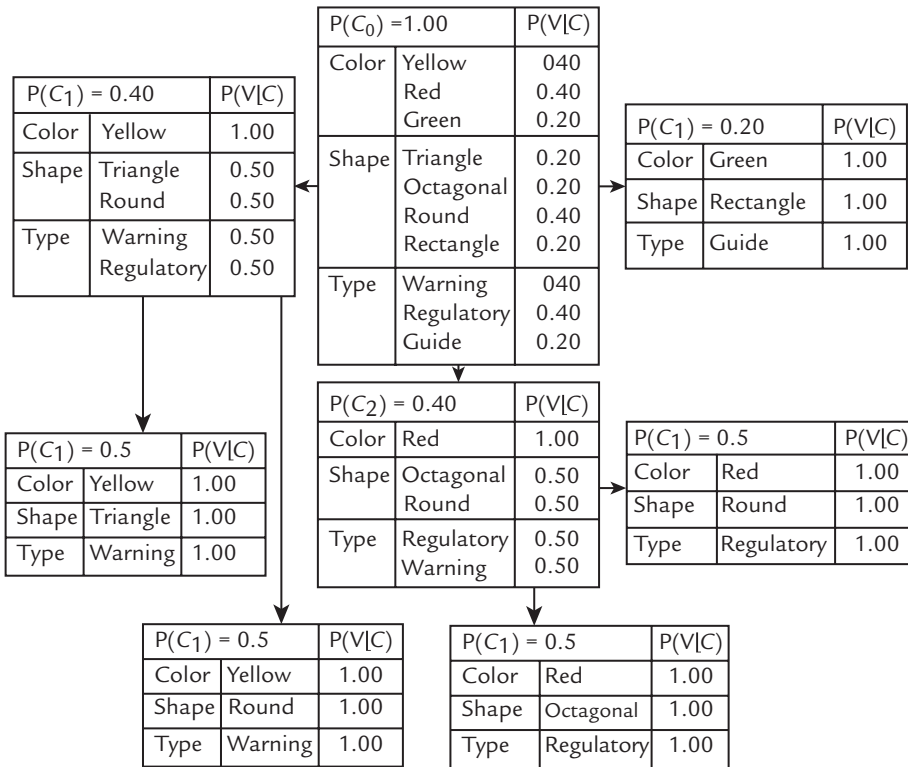 P(C0) =1.00 P(V|C)
Color Yellow 040
Red 0.40
Green 0.20
Shape Triangle 0.20
Octagonal 0.20
Round 0.40
Rectangle 0.20
Type Warning 040
Regulatory 0.40
Guide 0.20
P(C1) = 0.40 P(V|C)
Color Yellow 1.00
Shape Triangle 0.50
Round 0.50
Type Warning 0.50
Regulatory 0.50
P(C1) = 0.20 P(V|C)
Color Green 1.00
Shape Rectangle 1.00
Type Guide 1.00
P(C2) = 0.40 P(V|C)
Color Red 1.00
Shape Octagonal 0.50
Round 0.50
Type Regulatory 0.50
Warning 0.50
P(C1) = 0.5 P(V|C)
Color Yellow 1.00
Shape Triangle 1.00
Type Warning 1.00
P(C1) = 0.5 P(V|C)
Color Red 1.00
Shape Round 1.00
Type Regulatory 1.00
P(C1) = 0.5 P(V|C)
Color Yellow 1.00
Shape Round 1.00
Type Warning 1.00
P(C1) = 0.5 P(V|C)
Color Red 1.00
Shape Octagonal 1.00
Type Regulatory 1.00